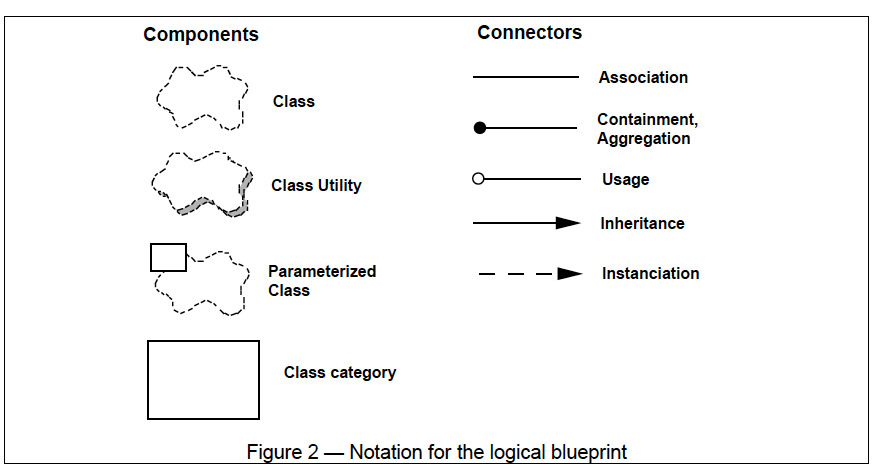 Components
Class
Class Utility
Parameterized
Class
Class category
Connectors
Association
Containment,
Aggregation
Usage
Inheritance
Instanciation
Figure 2 — Notation for the logical blueprint